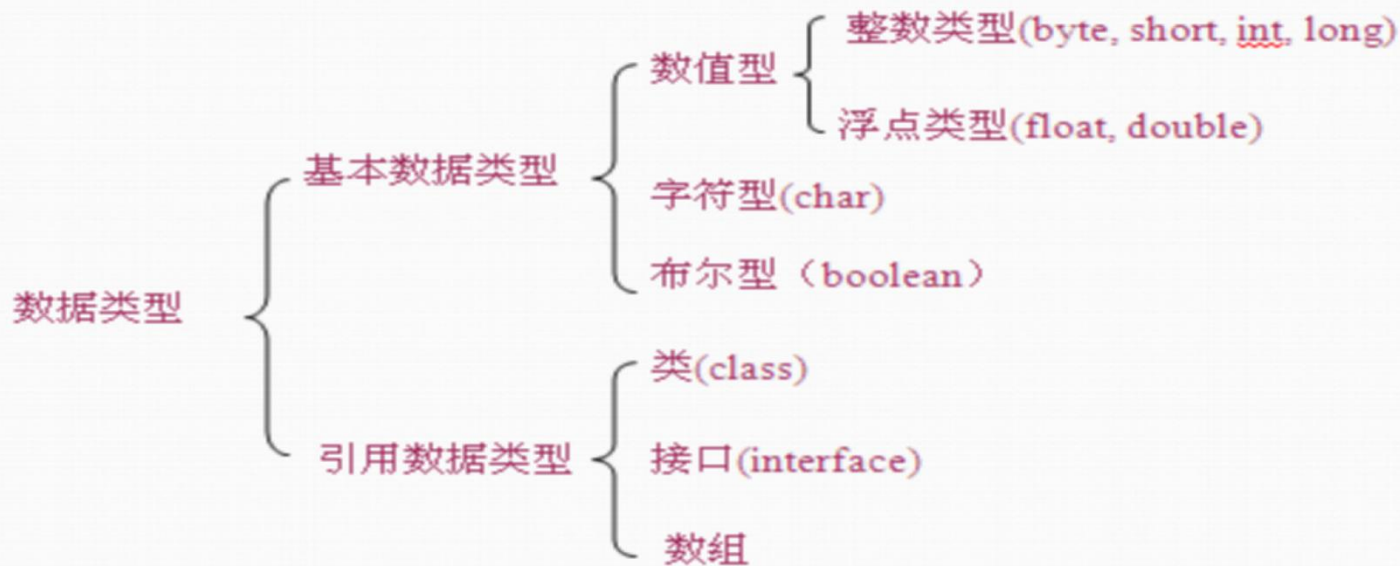 整数类型(byte, short, int, long)
数值型
浮点类型(float, double)
基本数据类型
字符型(char)
布尔型（boolean）
数据类型
类(class)
引用数据类型
接口(interface)
数组